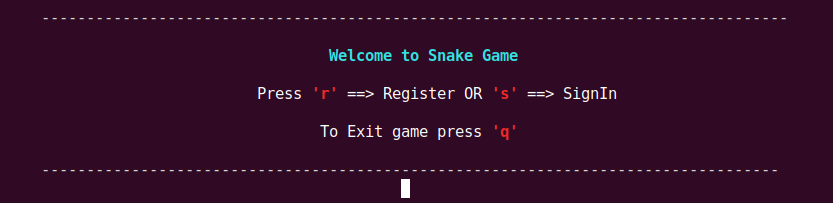 -----------------------------------------------------------------------------------
Welcome to Snake Game
Press 'r' ==> Register OR 's' ==> SignIn
To Exit game press 'q'
----------------------------------------------------------------------------------